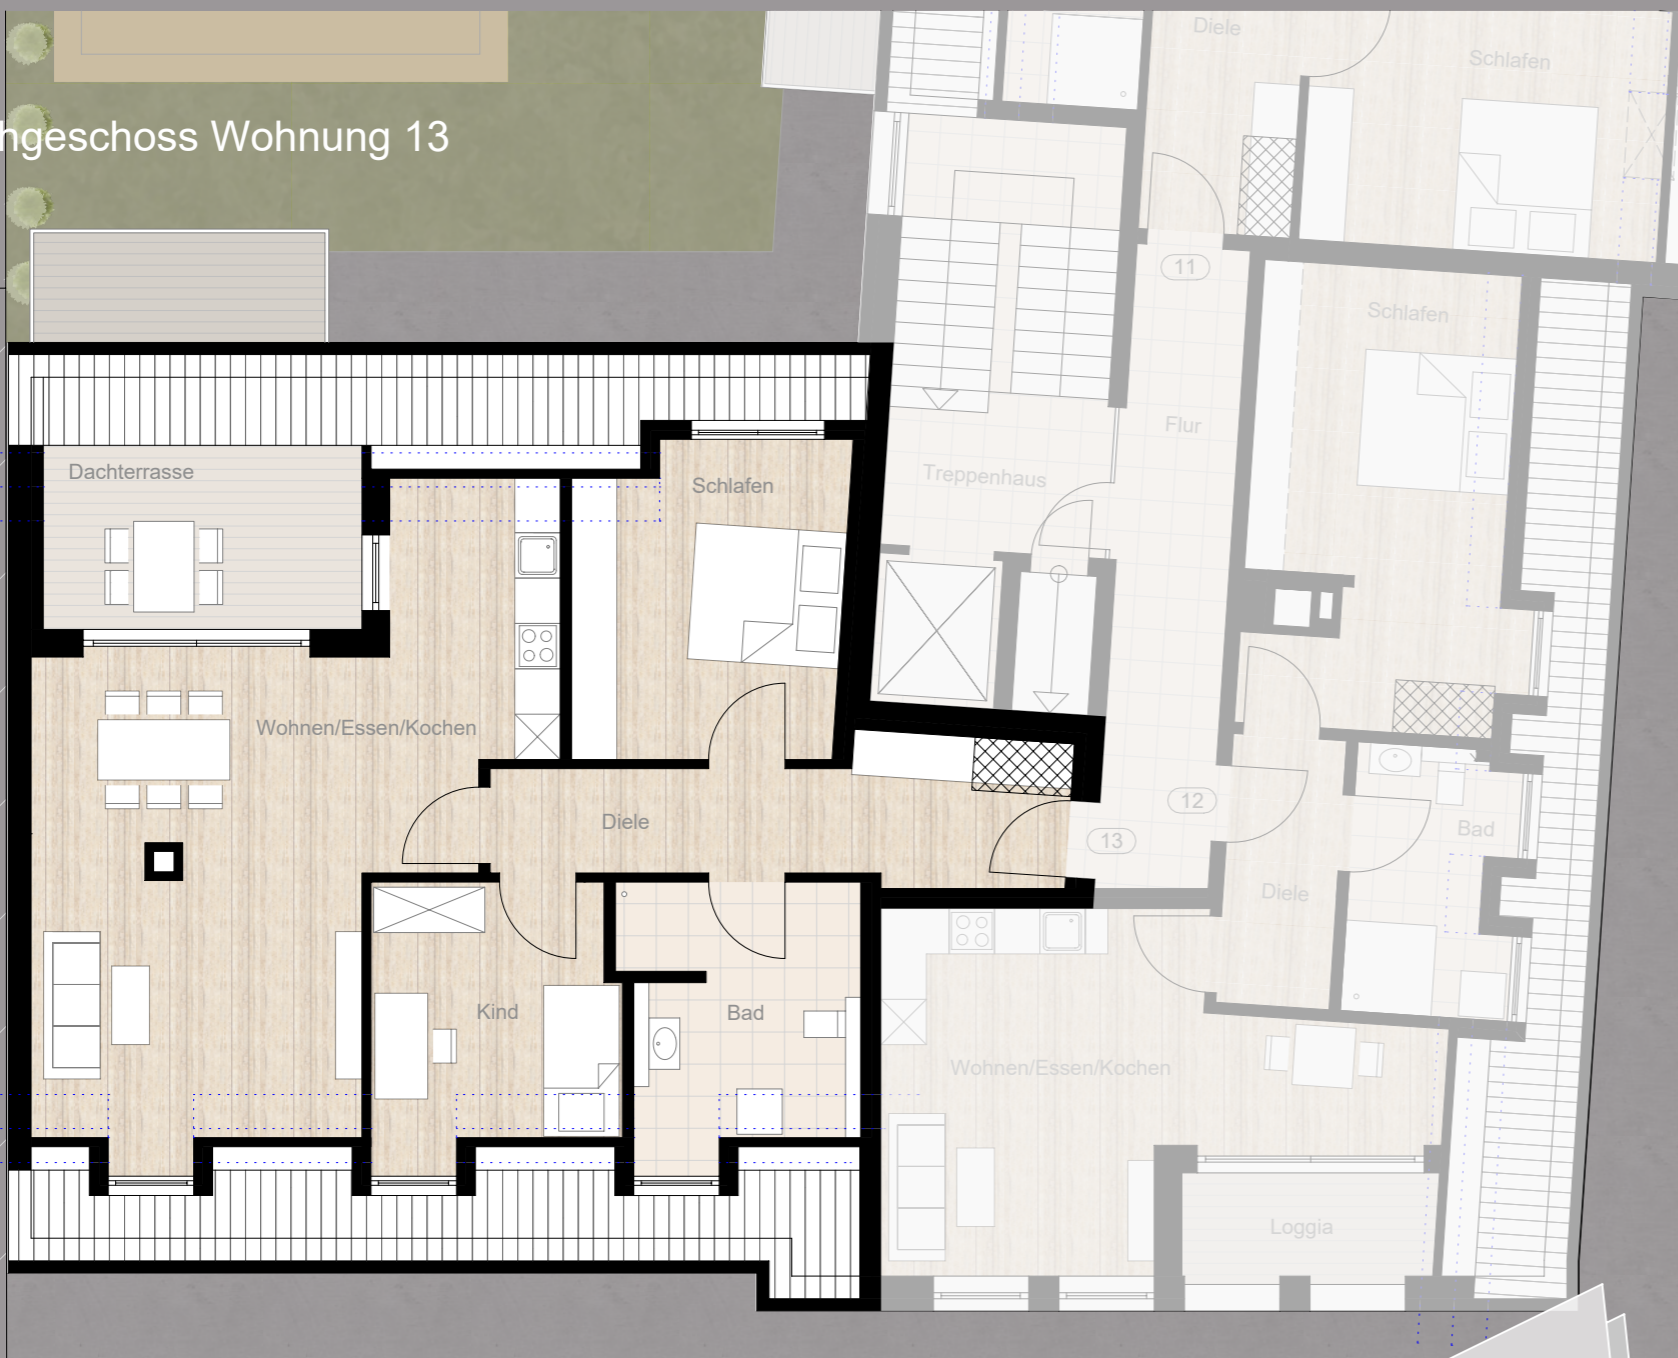 Diele
Schlafen
hgeschoss Wohnung 13
11
Schlafen
Flur
Dachterrasse
Schlafen
Treppenhaus
Wohnen/Essen/Kochen
12
Diele
13
Bad
Diele
Kind
Bad
Wohnen/Essen/Kochen
Loggia